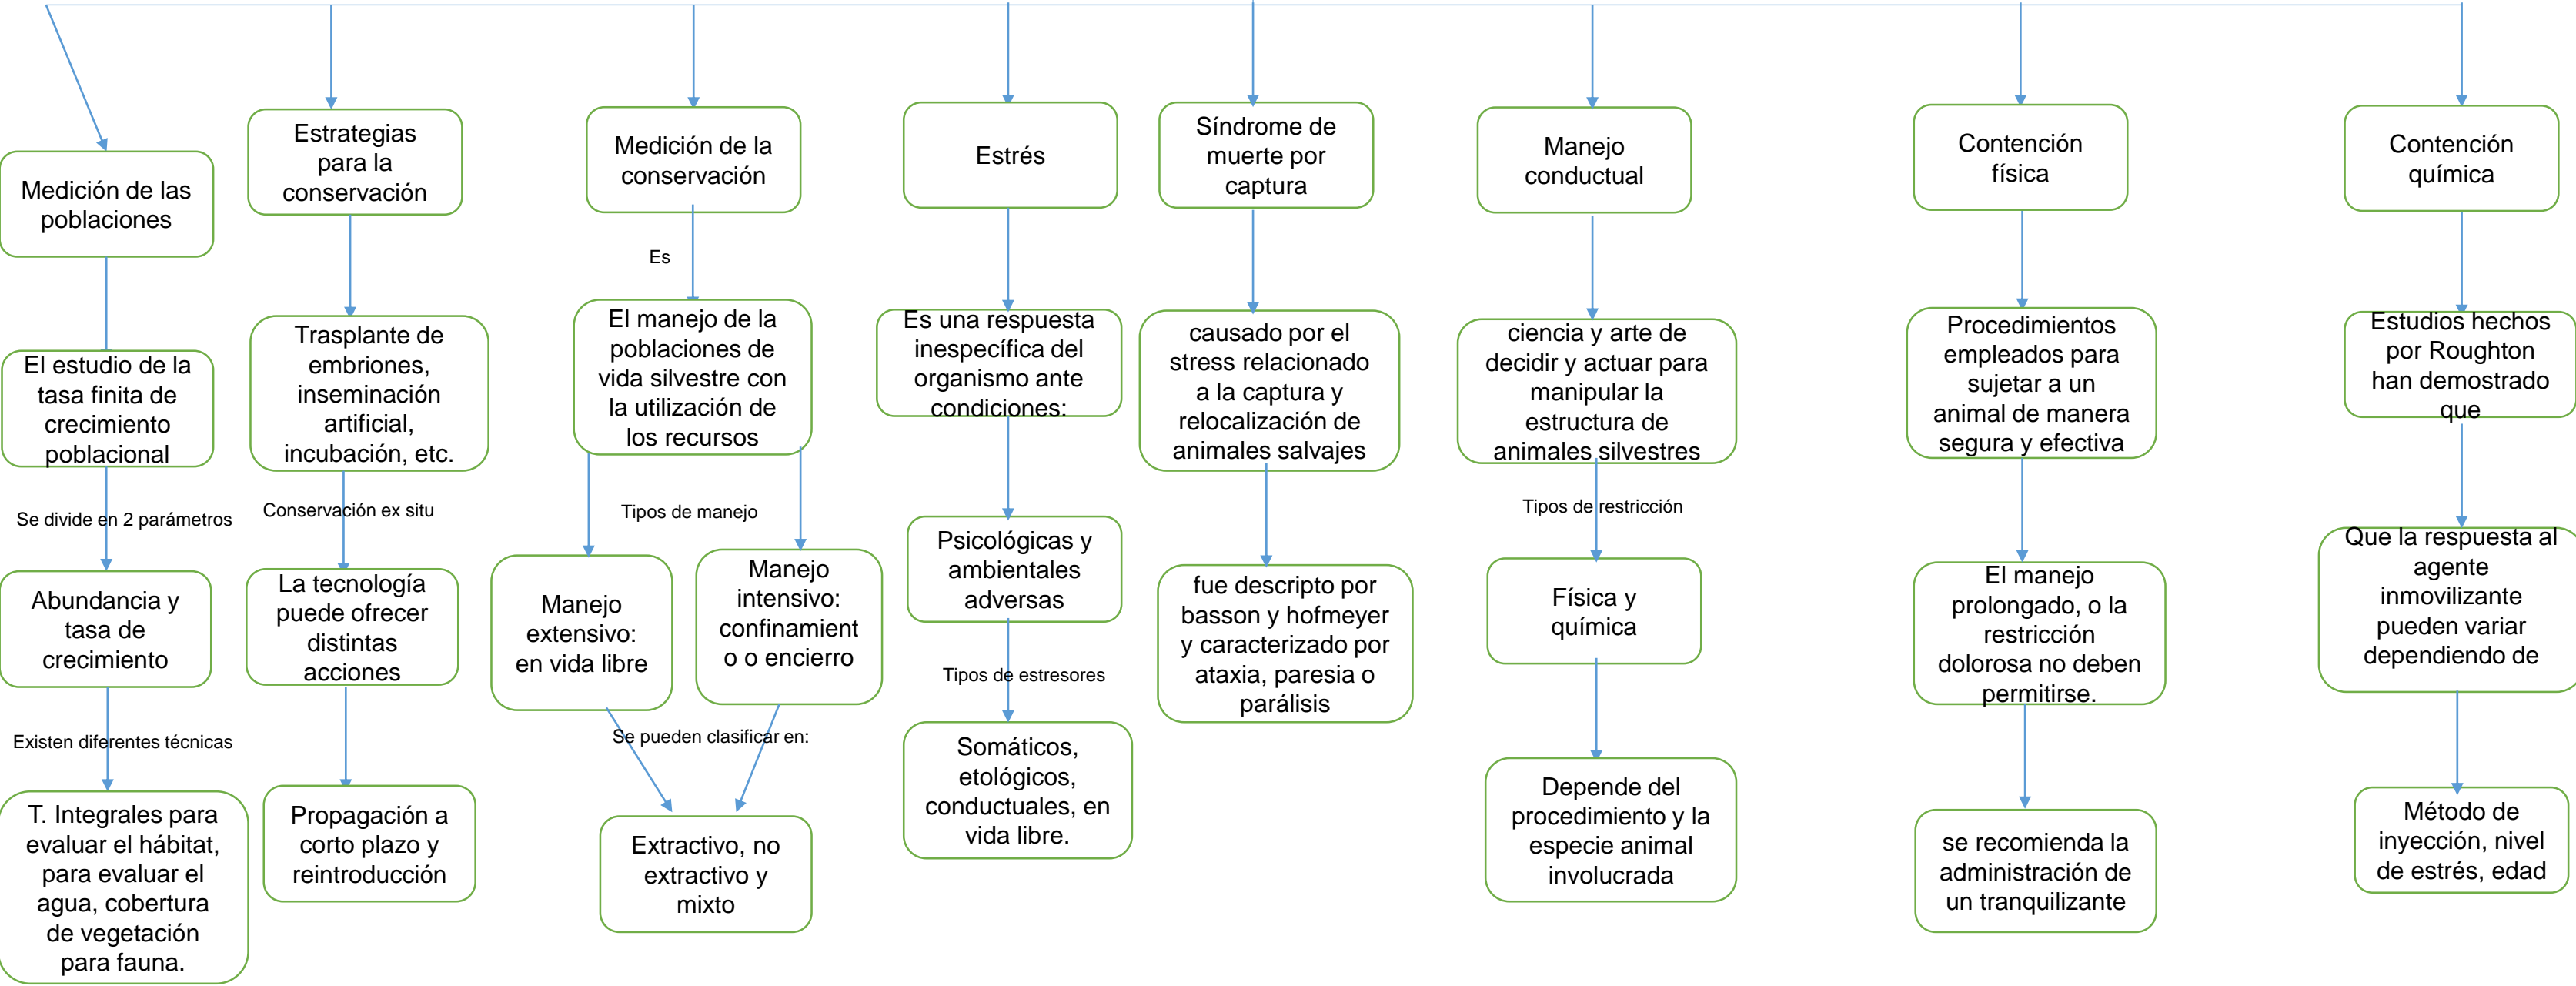 Medición de las
poblaciones
El estudio de la
tasa finita de
crecimiento
poblacional
Se divide en 2 parámetros
Abundancia y
tasa de
crecimiento
Existen diferentes técnicas
T. Integrales para
evaluar el hábitat,
para evaluar el
agua, cobertura
de vegetación
para fauna.
Estrategias
para la
conservación
Trasplante de
embriones,
inseminación
artificial,
incubación, etc.
Conservación ex situ
La tecnología
puede ofrecer
distintas
acciones
Propagación a
corto plazo y
reintroducción
Medición de la
conservación
Es
El manejo de la
poblaciones de
vida silvestre con
la utilización de
los recursos
Tipos de manejo
Manejo
extensivo:
en vida libre
Manejo
intensivo:
confinamient
o o encierro
Se pueden clasificar en:
Extractivo, no
extractivo y
mixto
Estrés
Es una respuesta
inespecífica del
organismo ante
condiciones:
Psicológicas y
ambientales
adversas
Tipos de estresores
Somáticos,
etológicos,
conductuales, en
vida libre.
Síndrome de
muerte por
captura
causado por el
stress relacionado
a la captura y
relocalización de
animales salvajes
fue descripto por
basson y hofmeyer
y caracterizado por
ataxia, paresia o
parálisis
Manejo
conductual
ciencia y arte de
decidir y actuar para
manipular la
estructura de
animales silvestres
Tipos de restricción
Física y
química
Depende del
procedimiento y la
especie animal
involucrada
Contención
física
Procedimientos
empleados para
sujetar a un
animal de manera
segura y efectiva
El manejo
prolongado, o la
restricción
dolorosa no deben
permitirse.
se recomienda la
administración de
un tranquilizante
Contención
química
Estudios hechos
por Roughton
han demostrado
que
Que la respuesta al
agente
inmovilizante
pueden variar
dependiendo de
Método de
inyección, nivel
de estrés, edad